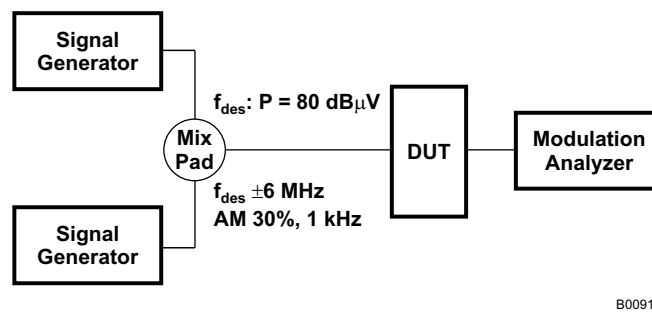 Signal
Generator
f_des: P = 80 dBμV
Mix
Pad
DUT
Modulation
Analyzer
f_des ±6 MHz
AM 30%, 1 kHz
Signal
Generator
B0091